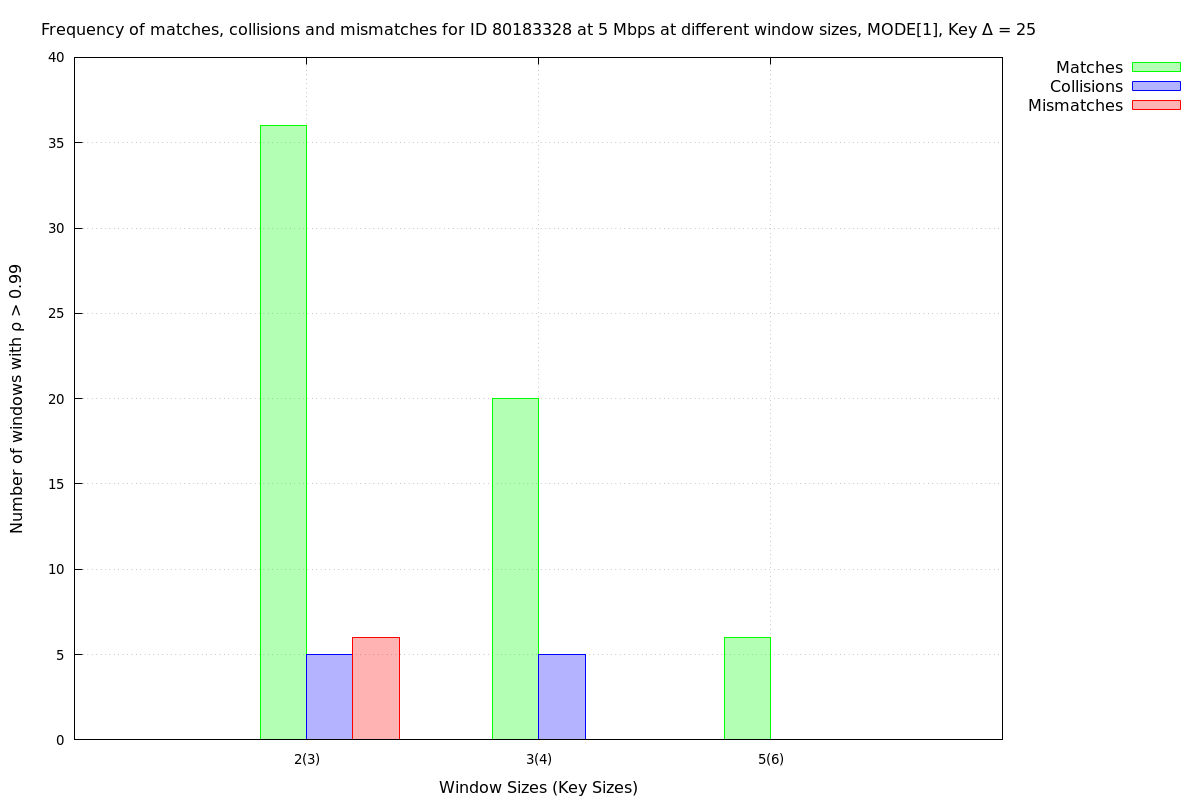 Frequency of matches, collisions and mismatches for ID 80183328 at 5 Mbps at different window sizes, MODE[1], Key Δ = 25
Matches
Collisions
Mismatches
Number of windows with ρ > 0.99
40
35
30
25
20
15
10
5
0
2(3)
3(4)
5(6)
Window Sizes (Key Sizes)